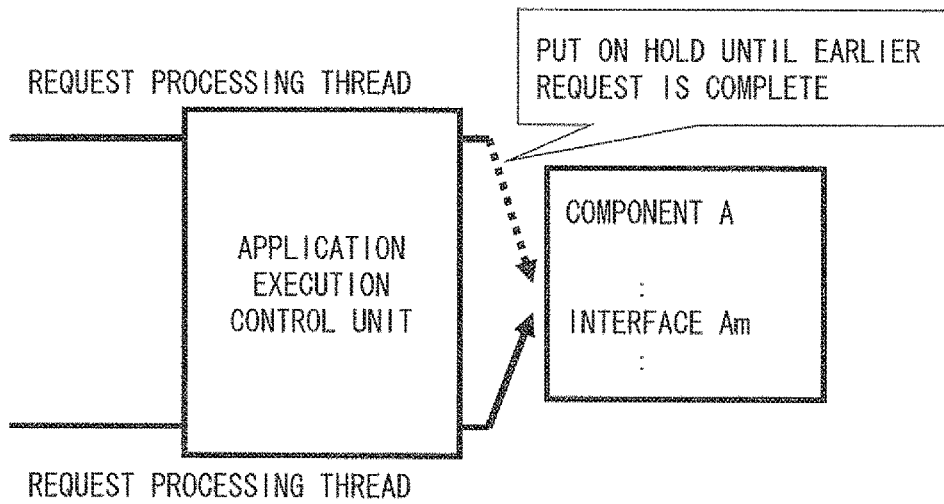 PUT ON HOLD UNTIL EARLIER
REQUEST IS COMPLETE
REQUEST PROCESSING THREAD
APPLICATION
EXECUTION
CONTROL UNIT
COMPONENT A
:
INTERFACE Am
:
REQUEST PROCESSING THREAD